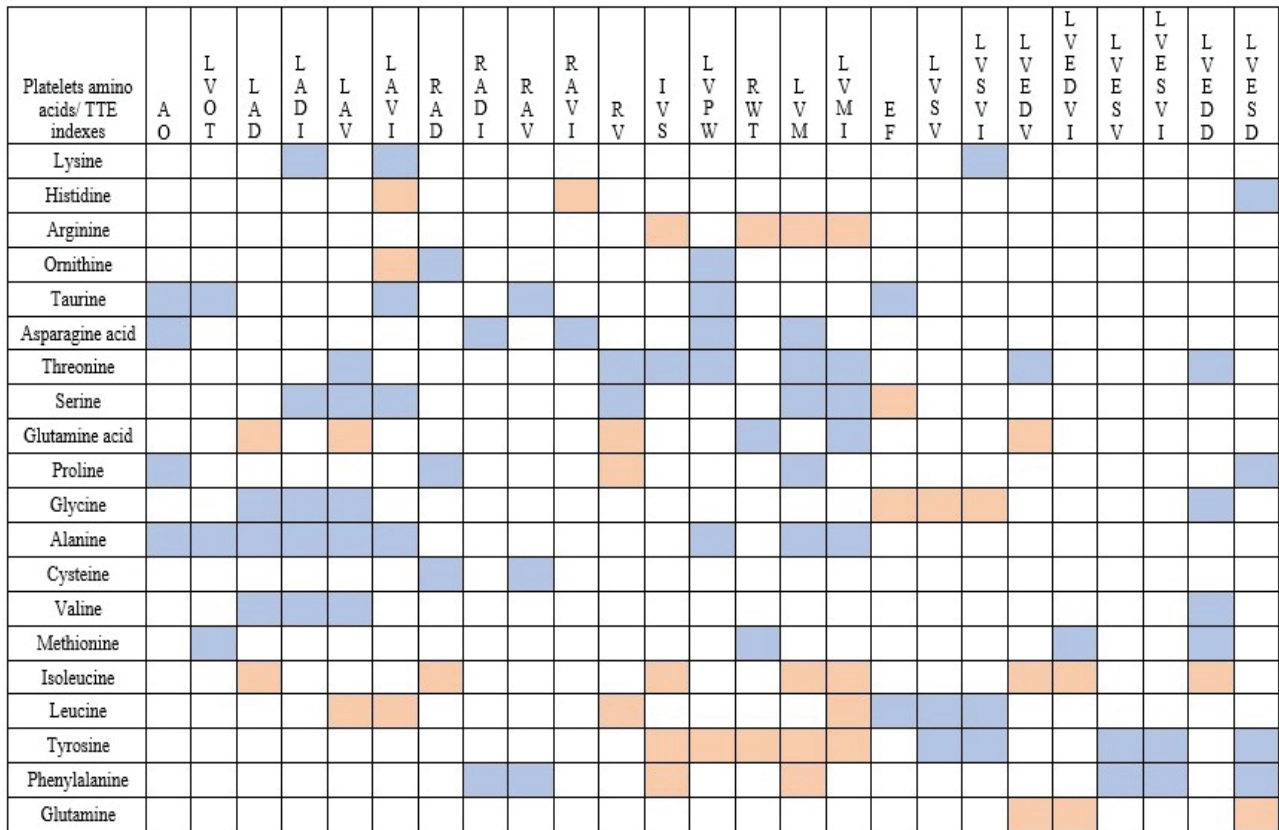 Platelets amino
acids/ TTE
indexes
AO
LVOT
LAD
LADI
LAV
LAVI
RAD
RADI
RAV
RAVI
RV
IVS
LVPW
RWT
LVM
LVMI
EF
LVSV
LVSVI
LVEDV
LVEDVI
LVESV
LVESVI
LVEDD
LVESD
Lysine
Histidine
Arginine
Ornithine
Taurine
Asparagine acid
Threonine
Serine
Glutamine acid
Proline
Glycine
Alanine
Cysteine
Valine
Methionine
Isoleucine
Leucine
Tyrosine
Phenylalanine
Glutamine